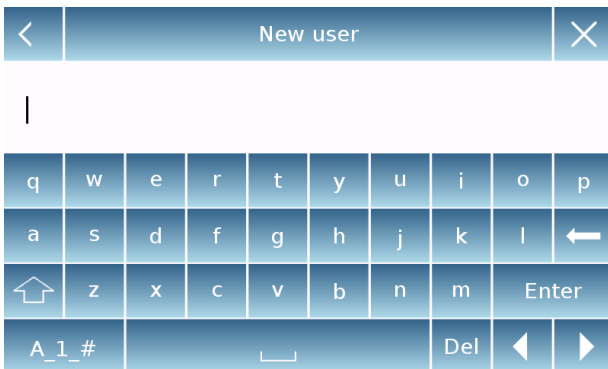 New user
q w e r t y u i o p
a s d f g h j k l
z x c v b n m Enter
A_1_# Del